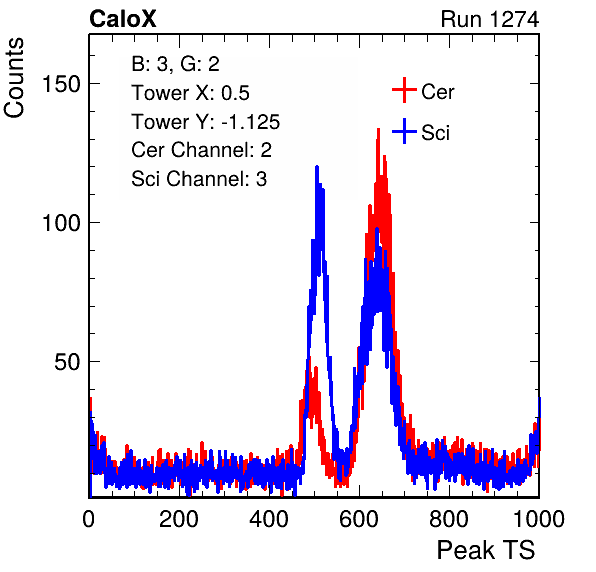 CaloX Run 1274
Counts
B: 3, G: 2
Tower X: 0.5
Tower Y: -1.125
Cer Channel: 2
Sci Channel: 3
Cer
Sci
150
100
50
0 200 400 600 800 1000
Peak TS